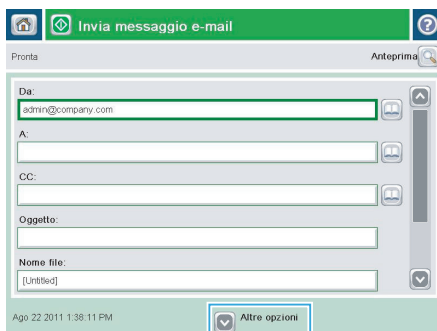 Invia messaggio e-mail
Pronta
Anteprima
Da:
admin@company.com
A:
CC:
Oggetto:
Nome file:
[Untitled]
Ago 22 2011 1:38:11 PM
Altre opzioni